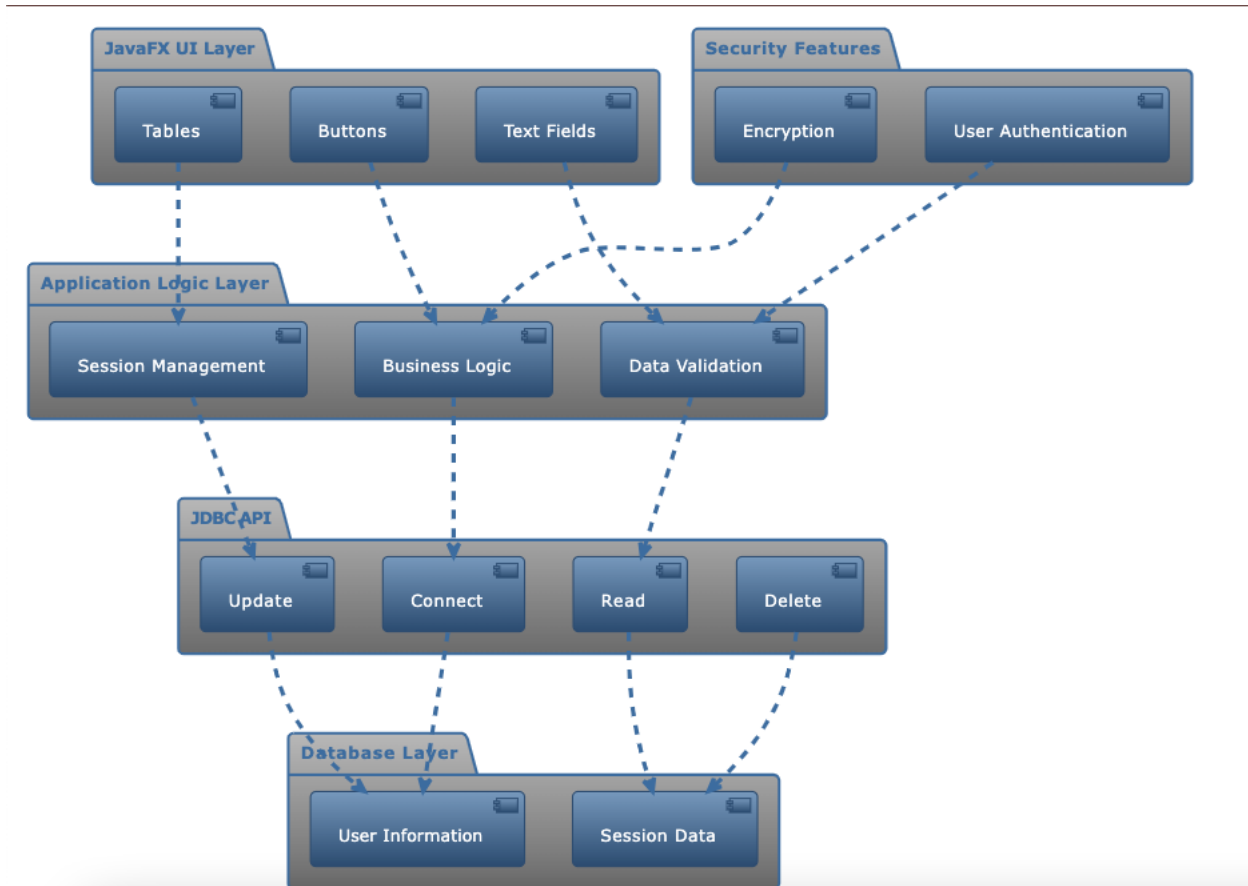 JavaFX UI Layer
Security Features
Tables
Buttons
Text Fields
Encryption
User Authentication
Application Logic Layer
Session Management
Business Logic
Data Validation
JDBC API
Update
Connect
Read
Delete
Database Layer
User Information
Session Data